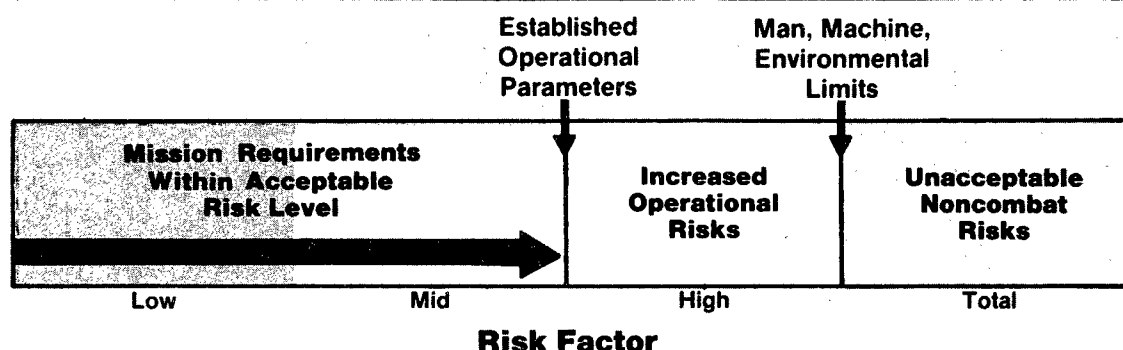 Established
Operational
Parameters
Man, Machine,
Environmental
Limits
Mission Requirements
Within Acceptable
Risk Level
Increased
Operational
Risks
Unacceptable
Noncombat
Risks
Low
Mid
High
Total
Risk Factor